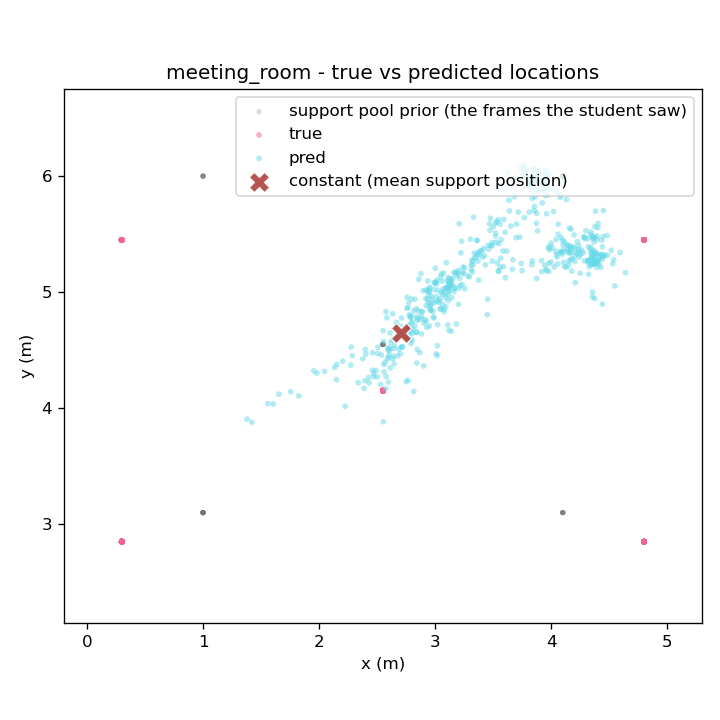 meeting_room - true vs predicted locations
support pool prior (the frames the student saw)
true
pred
constant (mean support position)
6
5
4
3
y (m)
0 1 2 3 4 5
x (m)